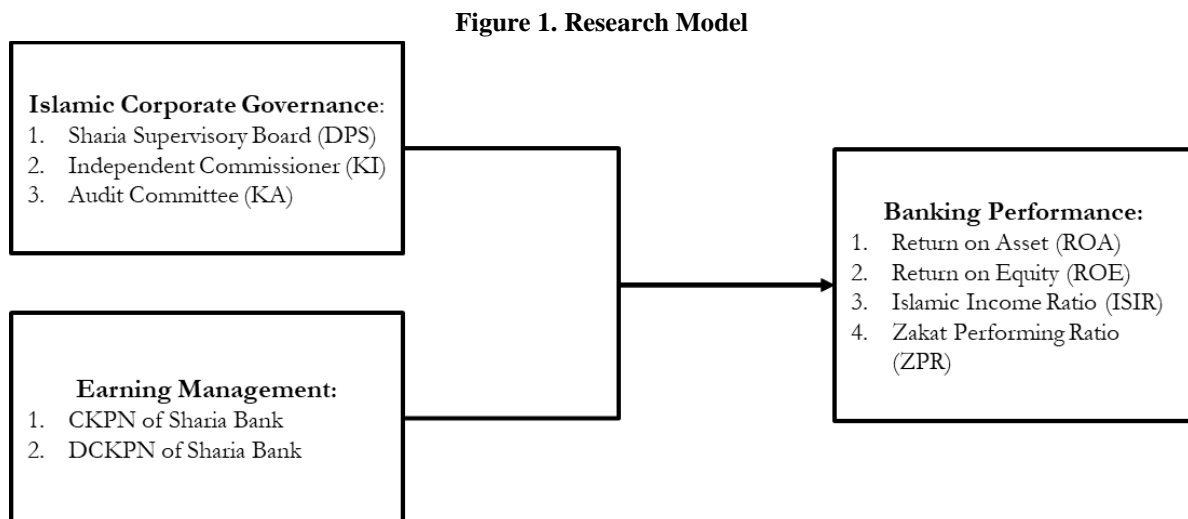 Figure 1. Research Model
Islamic Corporate Governance:
1. Sharia Supervisory Board (DPS)
2. Independent Commissioner (KI)
3. Audit Committee (KA)
Earning Management:
1. CKPN of Sharia Bank
2. DCKPN of Sharia Bank
Banking Performance:
1. Return on Asset (ROA)
2. Return on Equity (ROE)
3. Islamic Income Ratio (ISIR)
4. Zakat Performing Ratio
(ZPR)